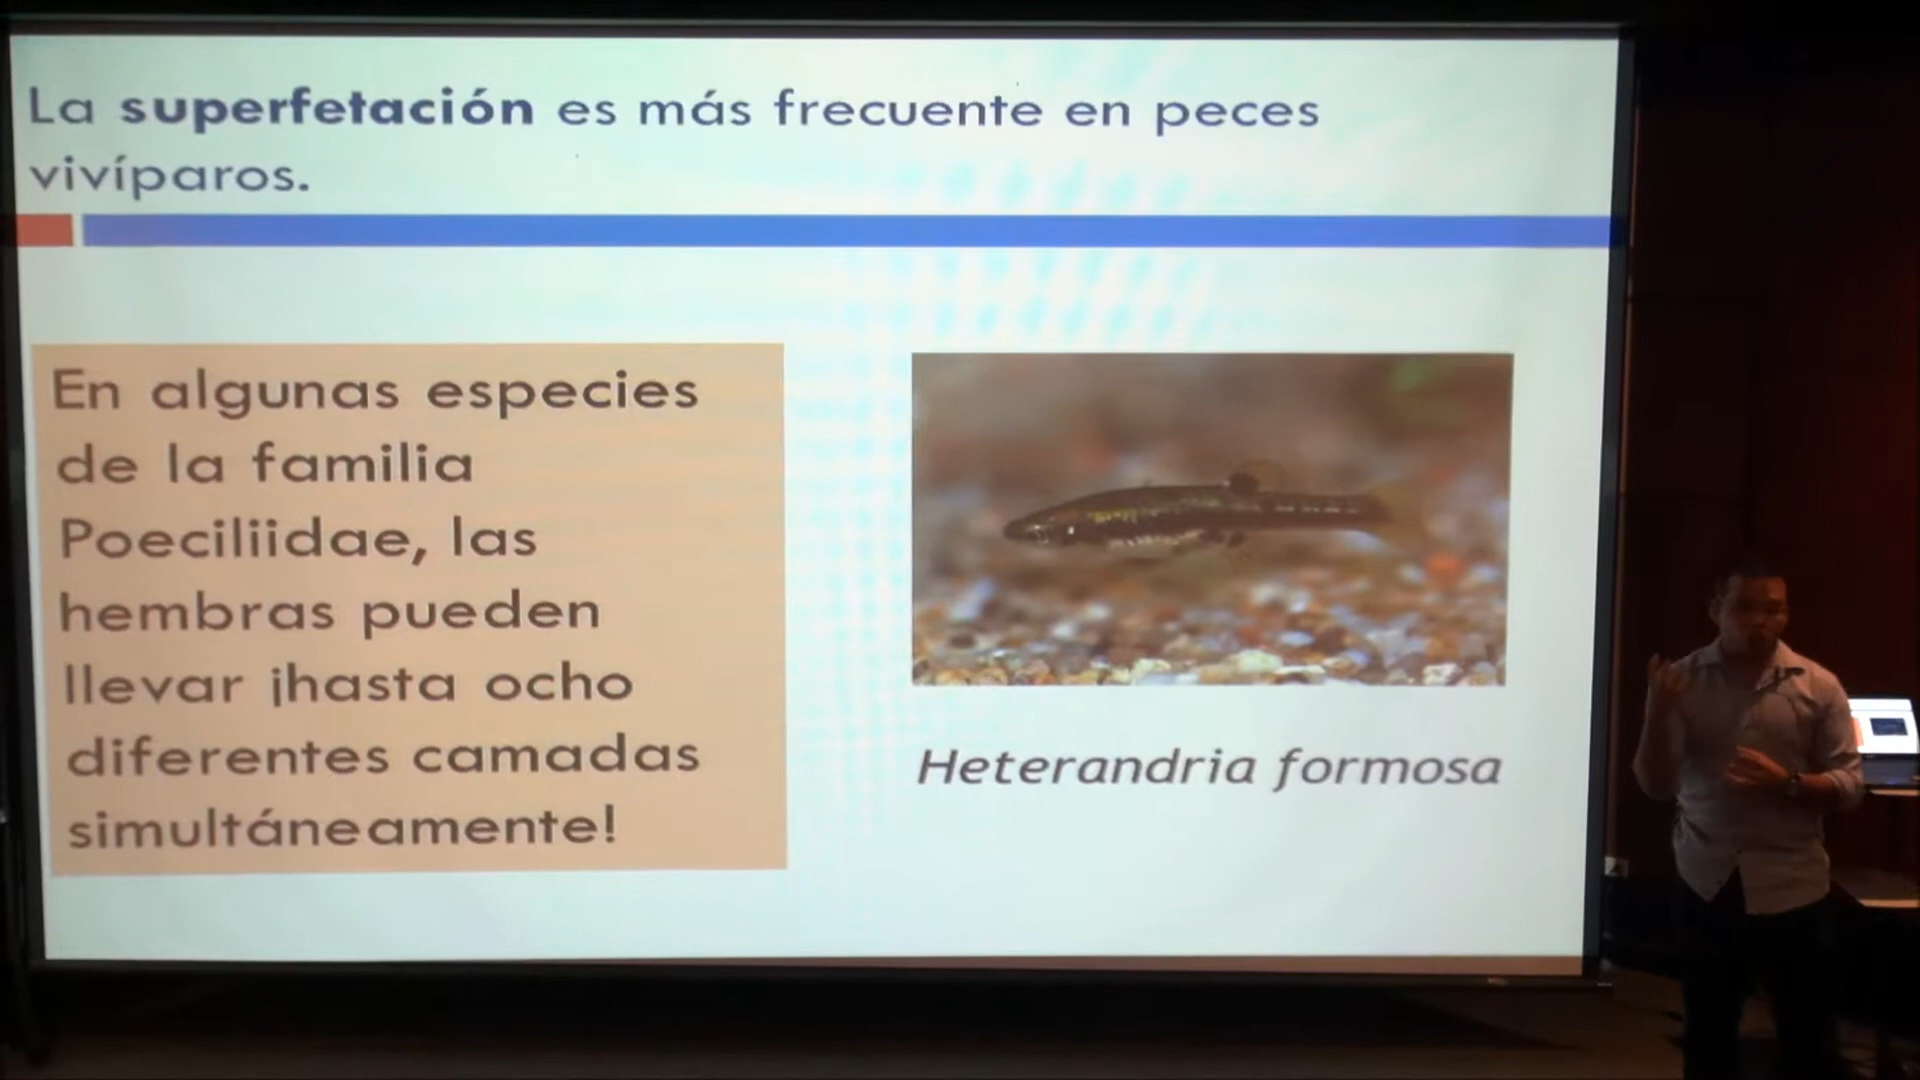 La superfetación es más frecuente en peces
vivíparos.
En algunas especies
de la familia
Poeciliidae, las
hembras pueden
llevar ¡hasta ocho
diferentes camadas
simultáneamente!
Heterandria formosa